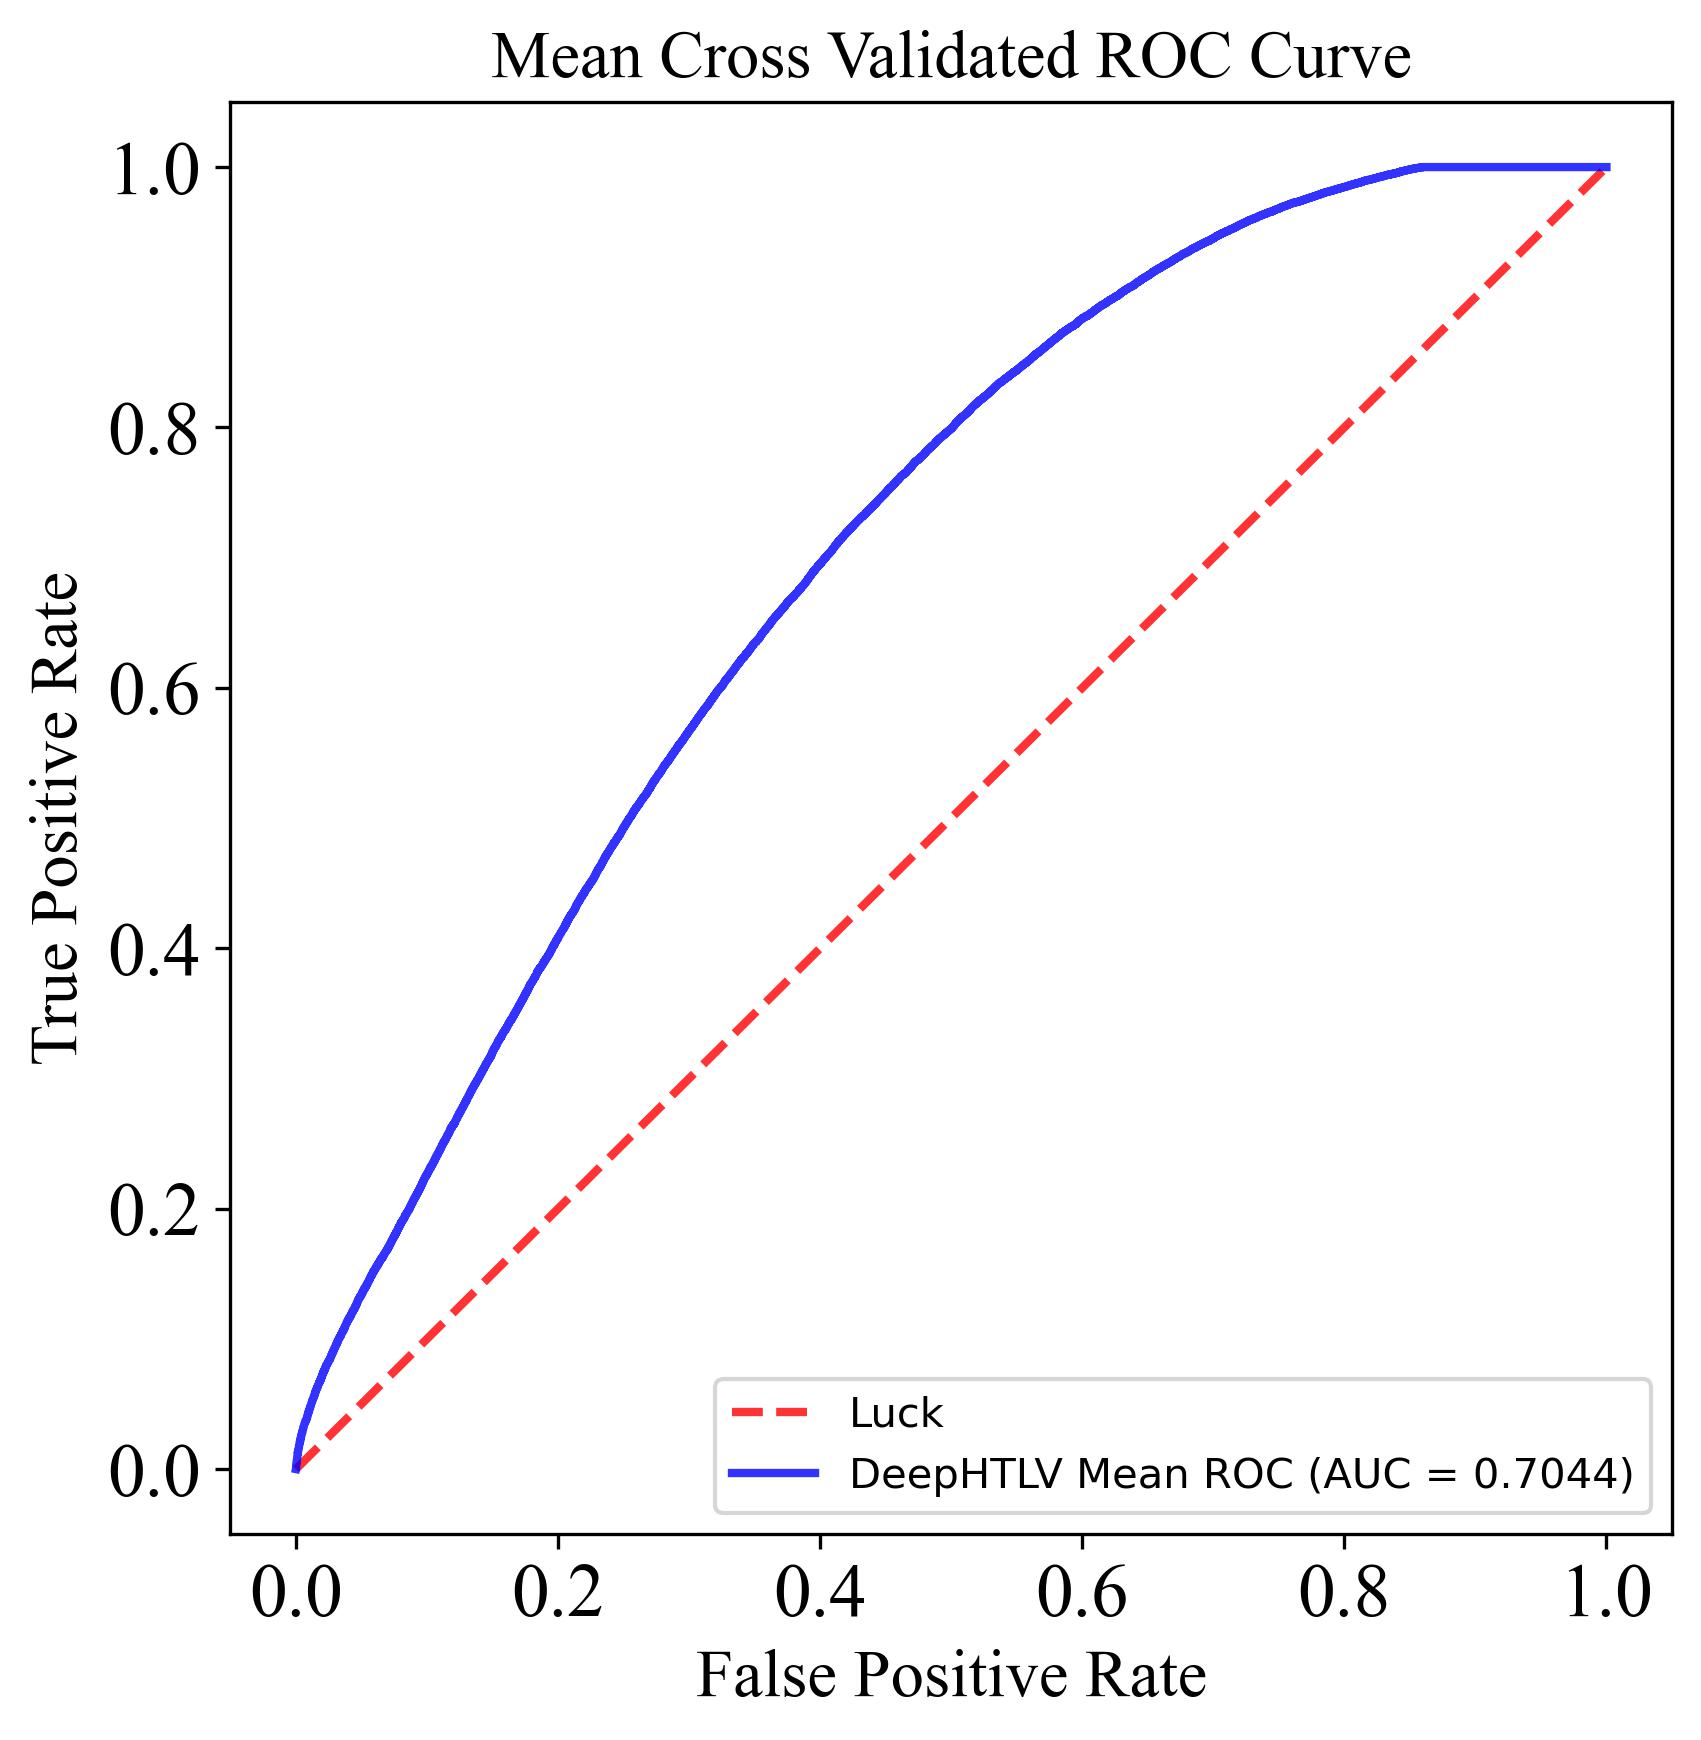 Mean Cross Validated ROC Curve
1.0
0.8
0.6
0.4
0.2
0.0
True Positive Rate
Luck
DeepHTLV Mean ROC (AUC = 0.7044)
0.0 0.2 0.4 0.6 0.8 1.0
False Positive Rate